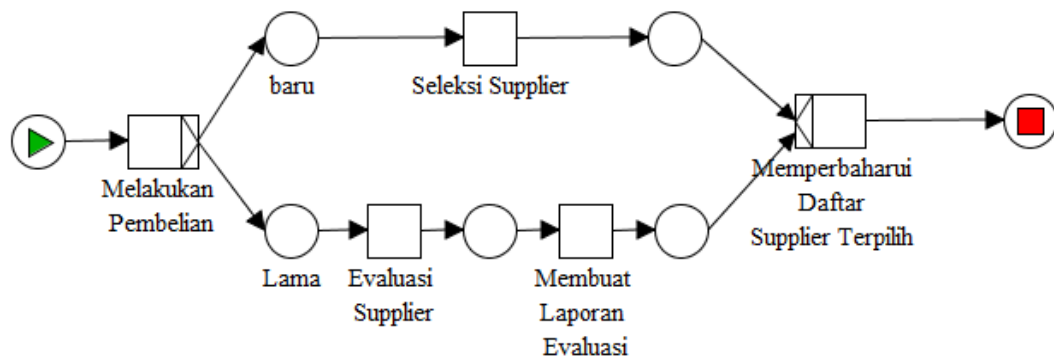 baru
Seleksi Supplier
Melakukan
Pembelian
Memperbaharui
Daftar
Supplier Terpilih
Lama
Evaluasi
Supplier
Membuat
Laporan
Evaluasi